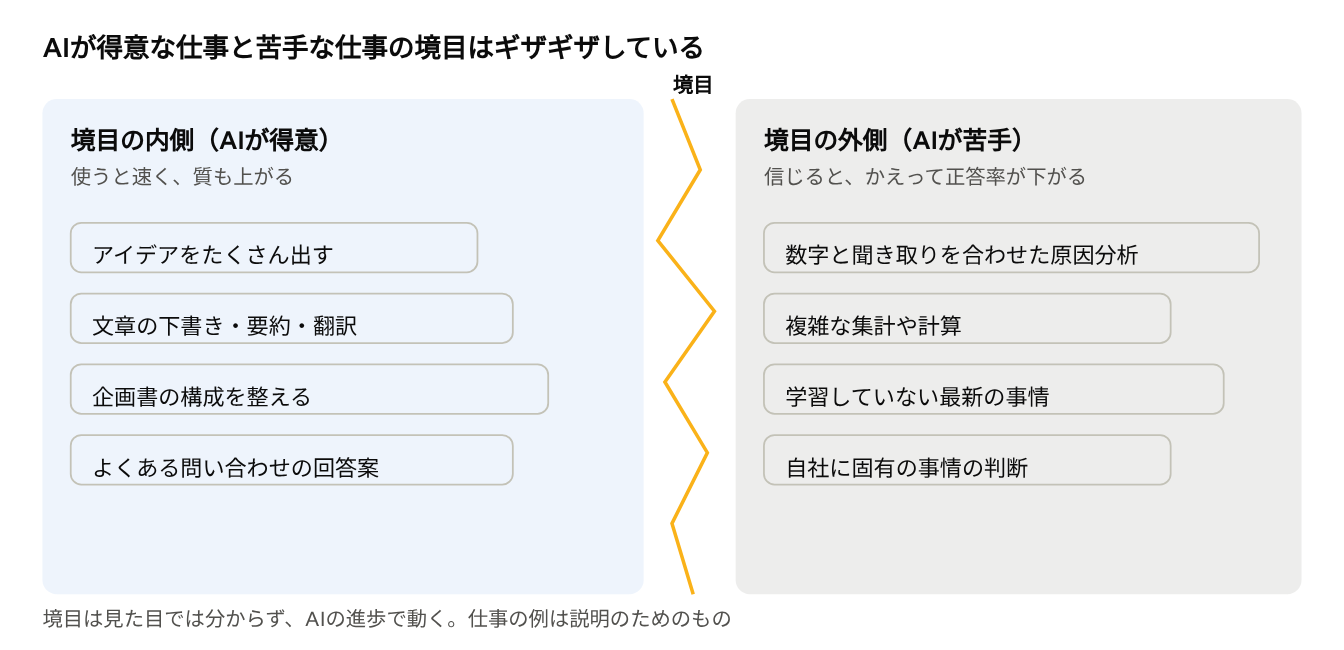 AIが得意な仕事と苦手な仕事の境目はギザギザしている
境目
境目の内側（AIが得意）
使うと速く、質も上がる
アイデアをたくさん出す
文章の下書き・要約・翻訳
企画書の構成を整える
よくある問い合わせの回答案
境目の外側（AIが苦手）
信じると、かえって正答率が下がる
数字と聞き取りを合わせた原因分析
複雑な集計や計算
学習していない最新の事情
自社に固有の事情の判断
境目は見た目では分からず、AIの進歩で動く。仕事の例は説明のためのもの